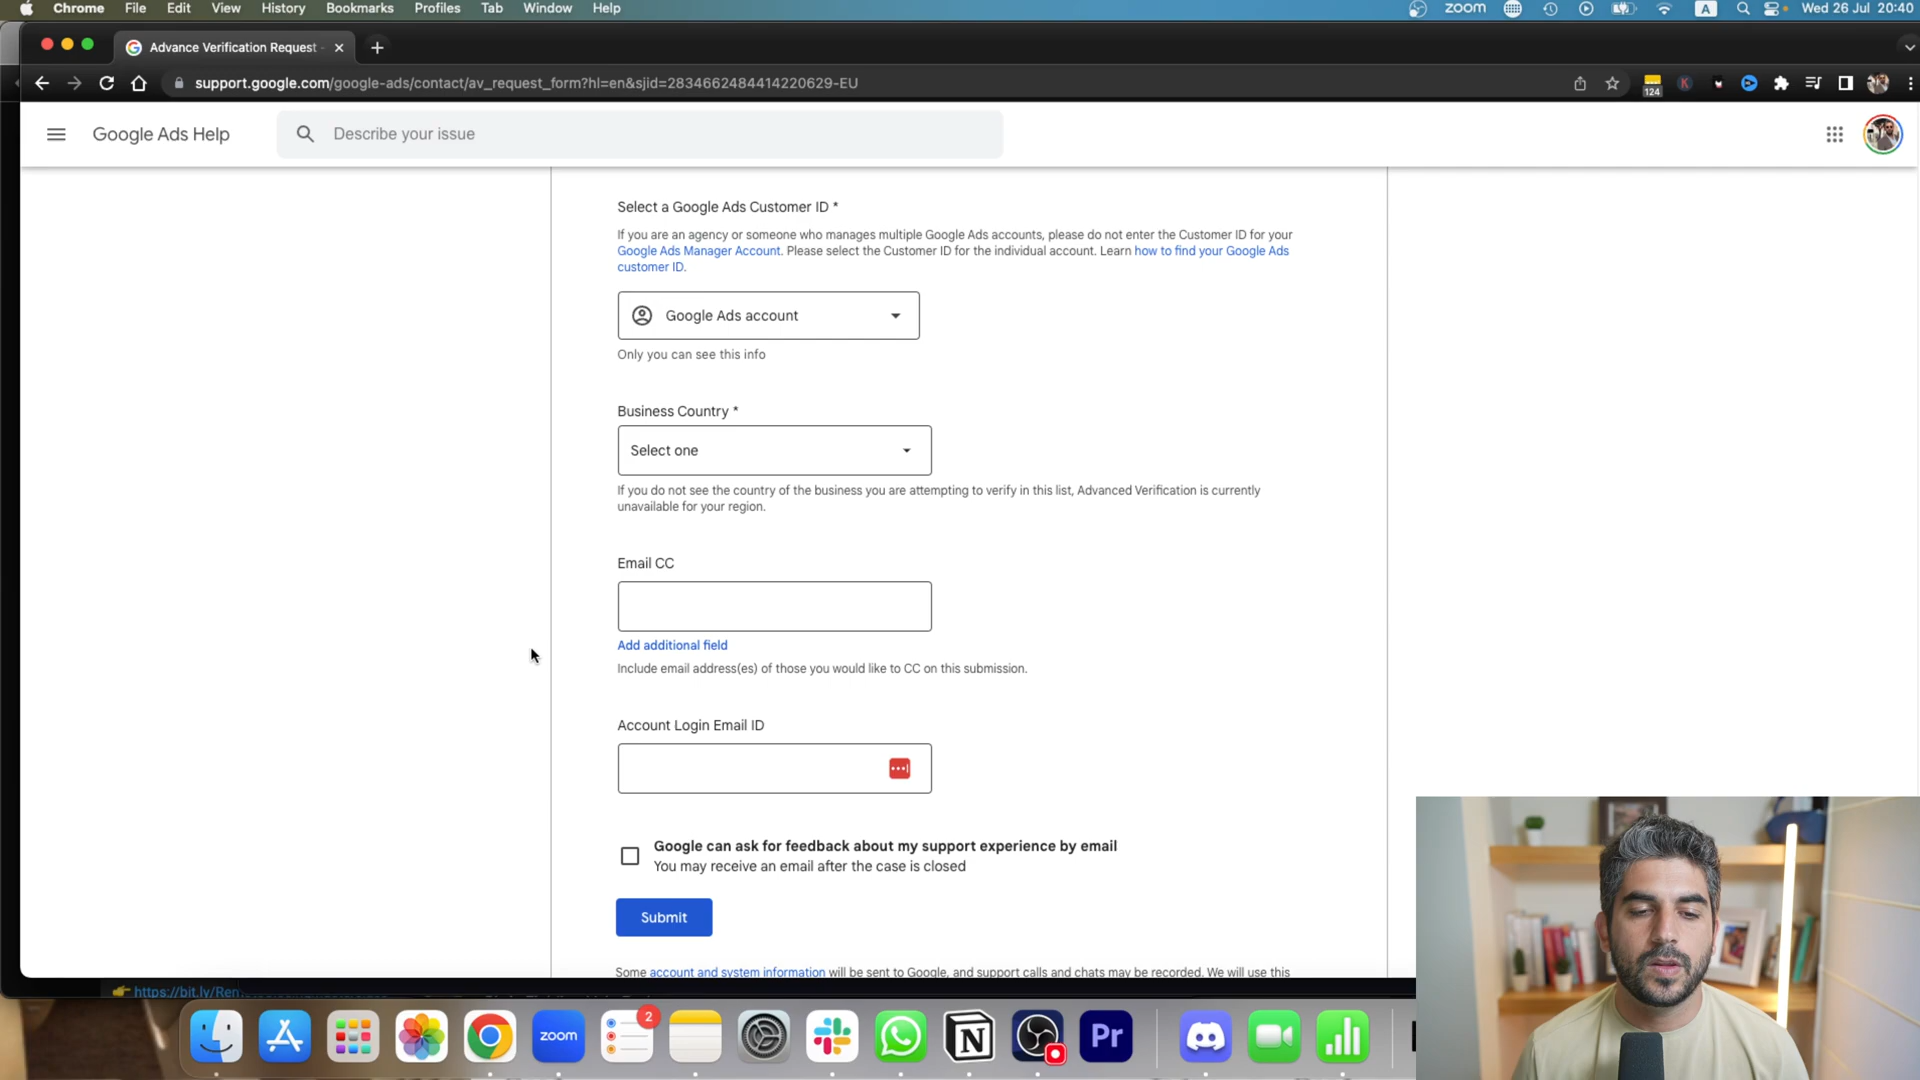 Chrome File Edit View History Bookmarks Profiles Tab Window Help
zoom A Wed 26 Jul 20:40
Advance Verification Request -
support.google.com/google-ads/contact/av_request_form?hl=en&sjid=2834662484414220629-EU
124
K
Google Ads Help
Describe your issue
Select a Google Ads Customer ID *
If you are an agency or someone who manages multiple Google Ads accounts, please do not enter the Customer ID for your
Google Ads Manager Account. Please select the Customer ID for the individual account. Learn how to find your Google Ads
customer ID.
Google Ads account
Only you can see this info
Business Country *
Select one
If you do not see the country of the business you are attempting to verify in this list, Advanced Verification is currently
unavailable for your region.
Email CC
Add additional field
Include email address(es) of those you would like to CC on this submission.
Account Login Email ID
Google can ask for feedback about my support experience by email
You may receive an email after the case is closed
Submit
Some account and system information will be sent to Google, and support calls and chats may be recorded. We will use this
https://bit.ly/Ren
zoom
2
N
Pr